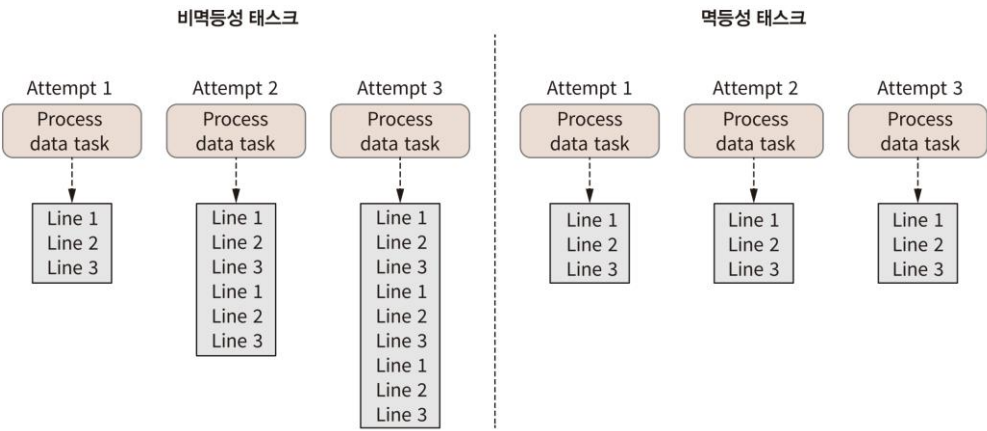 비멱등성 태스크
Attempt 1
Process
data task
Line 1
Line 2
Line 3
Attempt 2
Process
data task
Line 1
Line 2
Line 3
Line 1
Line 2
Line 3
Attempt 3
Process
data task
Line 1
Line 2
Line 3
Line 1
Line 2
Line 3
Line 1
Line 2
Line 3
멱등성 태스크
Attempt 1
Process
data task
Line 1
Line 2
Line 3
Attempt 2
Process
data task
Line 1
Line 2
Line 3
Attempt 3
Process
data task
Line 1
Line 2
Line 3